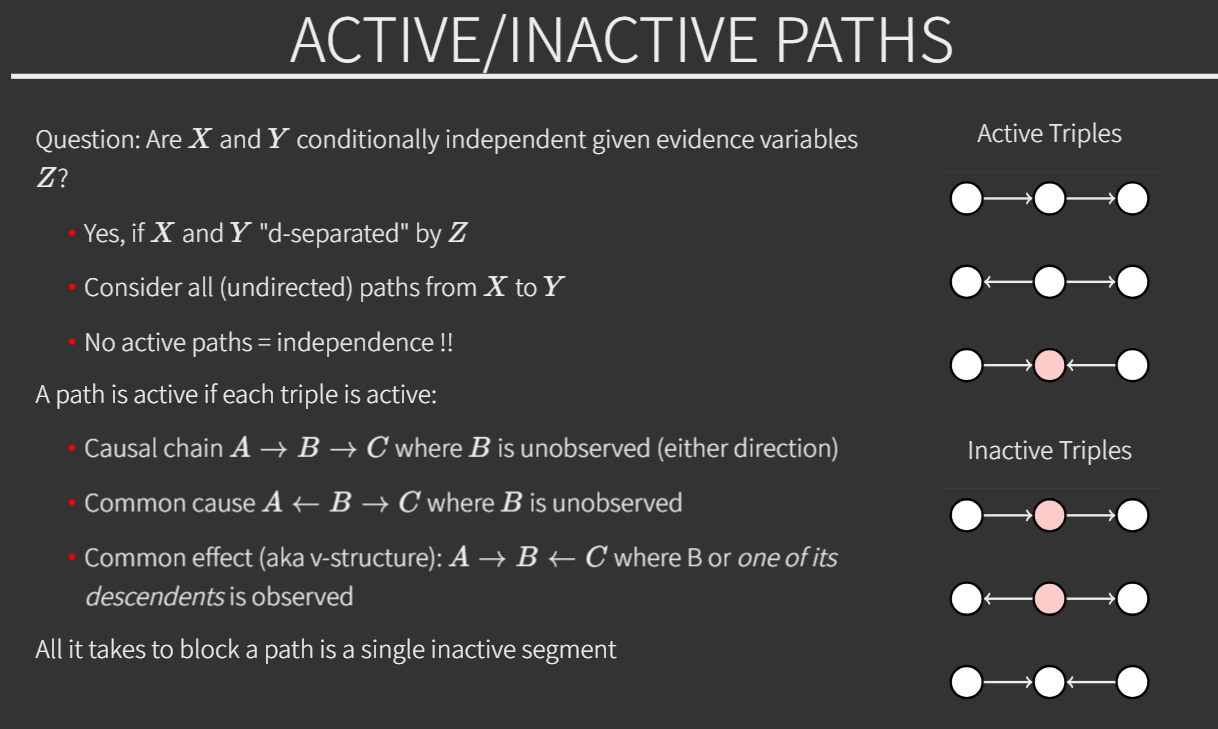 ACTIVE/INACTIVE PATHS
Question: Are X and Y conditionally independent given evidence variables
Z?
• Yes, if X and Y "d-separated" by Z
• Consider all (undirected) paths from X to Y
• No active paths = independence !!
A path is active if each triple is active:
• Causal chain A → B → C where B is unobserved (either direction)
• Common cause A ← B → C where B is unobserved
• Common effect (aka v-structure): A → B ← C where B or one of its
descendents is observed
All it takes to block a path is a single inactive segment
Active Triples
Inactive Triples